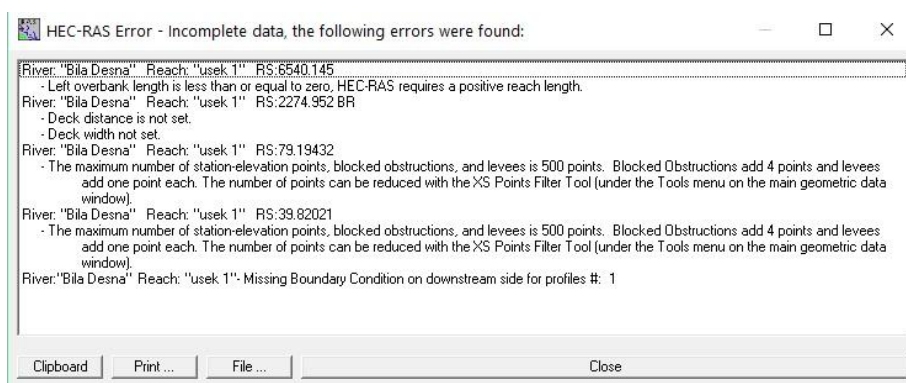 HEC-RAS Error - Incomplete data, the following errors were found:
River: "Bila Desna" Reach: "usek 1" RS:6540.145
- Left overbank length is less than or equal to zero, HEC-RAS requires a positive reach length.
River: "Bila Desna" Reach: "usek 1" RS:2274.952 BR
- Deck distance is not set.
- Deck width not set.
River: "Bila Desna" Reach: "usek 1" RS:79.19432
- The maximum number of station-elevation points, blocked obstructions, and levees is 500 points. Blocked Obstructions add 4 points and levees
add one point each. The number of points can be reduced with the XS Points Filter Tool (under the Tools menu on the main geometric data
window).
River: "Bila Desna" Reach: "usek 1" RS:39.82021
- The maximum number of station-elevation points, blocked obstructions, and levees is 500 points. Blocked Obstructions add 4 points and levees
add one point each. The number of points can be reduced with the XS Points Filter Tool (under the Tools menu on the main geometric data
window).
River:"Bila Desna" Reach: "usek 1"- Missing Boundary Condition on downstream side for profiles #: 1
Clipboard Print ... File ... Close